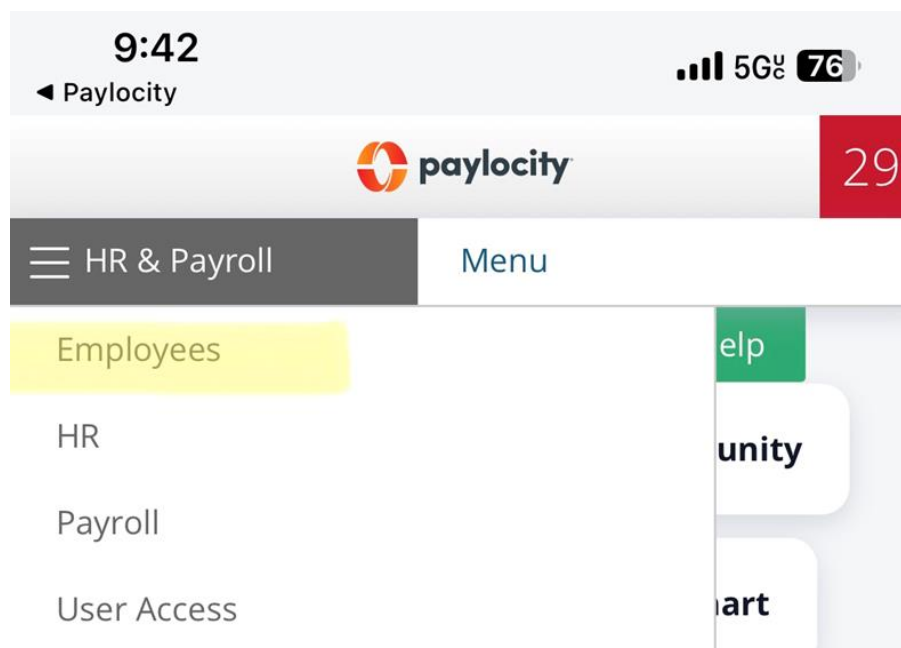 9:42
◀ Paylocity
5G
76
paylocity
29
HR & Payroll
Menu
Employees
elp
HR
unity
Payroll
User Access
art